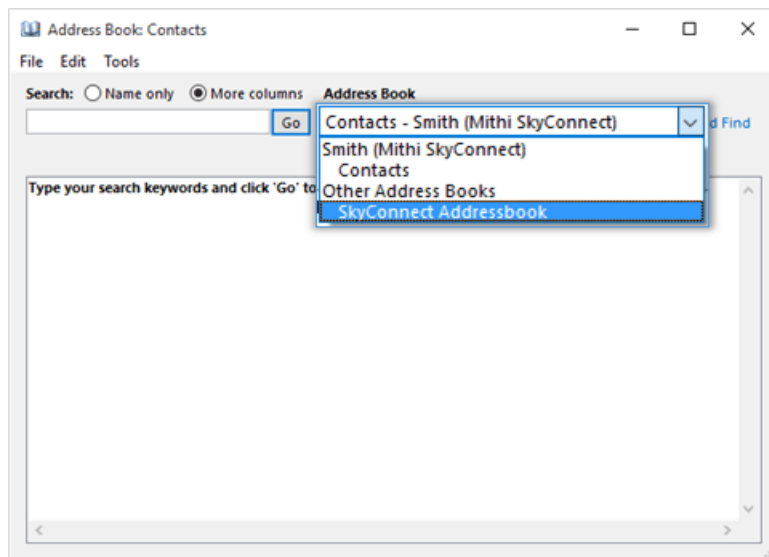 Address Book: Contacts
File Edit Tools
Search: Name only More columns Address Book
Go Contacts - Smith (Mithi SkyConnect) d Find
Smith (Mithi SkyConnect)
Contacts
Other Address Books
SkyConnect Addressbook
Type your search keywords and click 'Go' to